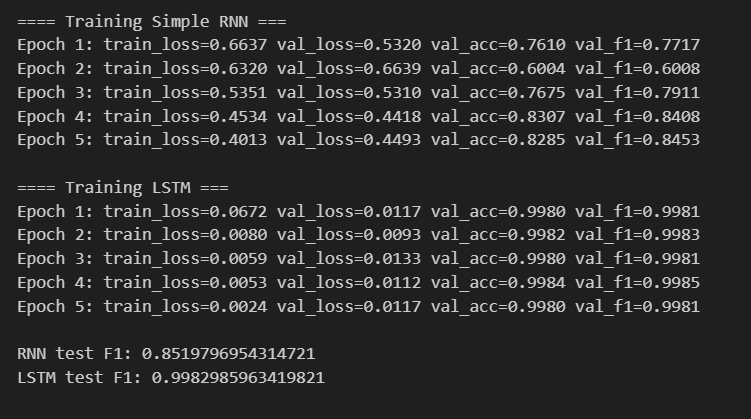 ==== Training Simple RNN ===
Epoch 1: train_loss=0.6637 val_loss=0.5320 val_acc=0.7610 val_f1=0.7717
Epoch 2: train_loss=0.6320 val_loss=0.6639 val_acc=0.6004 val_f1=0.6008
Epoch 3: train_loss=0.5351 val_loss=0.5310 val_acc=0.7675 val_f1=0.7911
Epoch 4: train_loss=0.4534 val_loss=0.4418 val_acc=0.8307 val_f1=0.8408
Epoch 5: train_loss=0.4013 val_loss=0.4493 val_acc=0.8285 val_f1=0.8453
==== Training LSTM ===
Epoch 1: train_loss=0.0672 val_loss=0.0117 val_acc=0.9980 val_f1=0.9981
Epoch 2: train_loss=0.0080 val_loss=0.0093 val_acc=0.9982 val_f1=0.9983
Epoch 3: train_loss=0.0059 val_loss=0.0133 val_acc=0.9980 val_f1=0.9981
Epoch 4: train_loss=0.0053 val_loss=0.0112 val_acc=0.9984 val_f1=0.9985
Epoch 5: train_loss=0.0024 val_loss=0.0117 val_acc=0.9980 val_f1=0.9981
RNN test F1: 0.8519796954314721
LSTM test F1: 0.9982985963419821